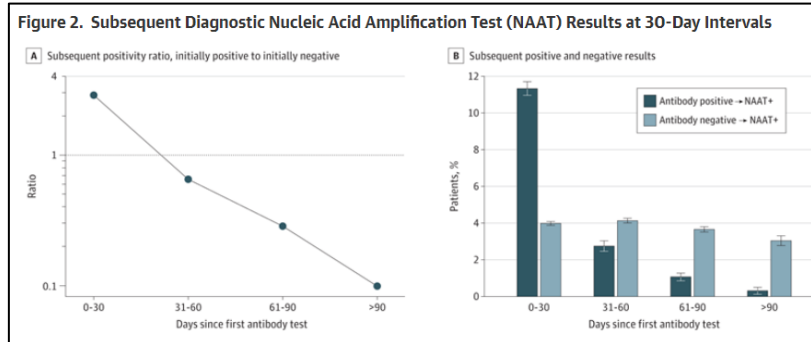 Figure 2. Subsequent Diagnostic Nucleic Acid Amplification Test (NAAT) Results at 30-Day Intervals
A Subsequent positivity ratio, initially positive to initially negative
4
1
0.1
Ratio
0-30 31-60 61-90 >90
Days since first antibody test
B Subsequent positive and negative results
12
10
8
6
4
2
0
Patients, %
Antibody positive→NAAT+
Antibody negative→NAAT+
0-30 31-60 61-90 >90
Days since first antibody test